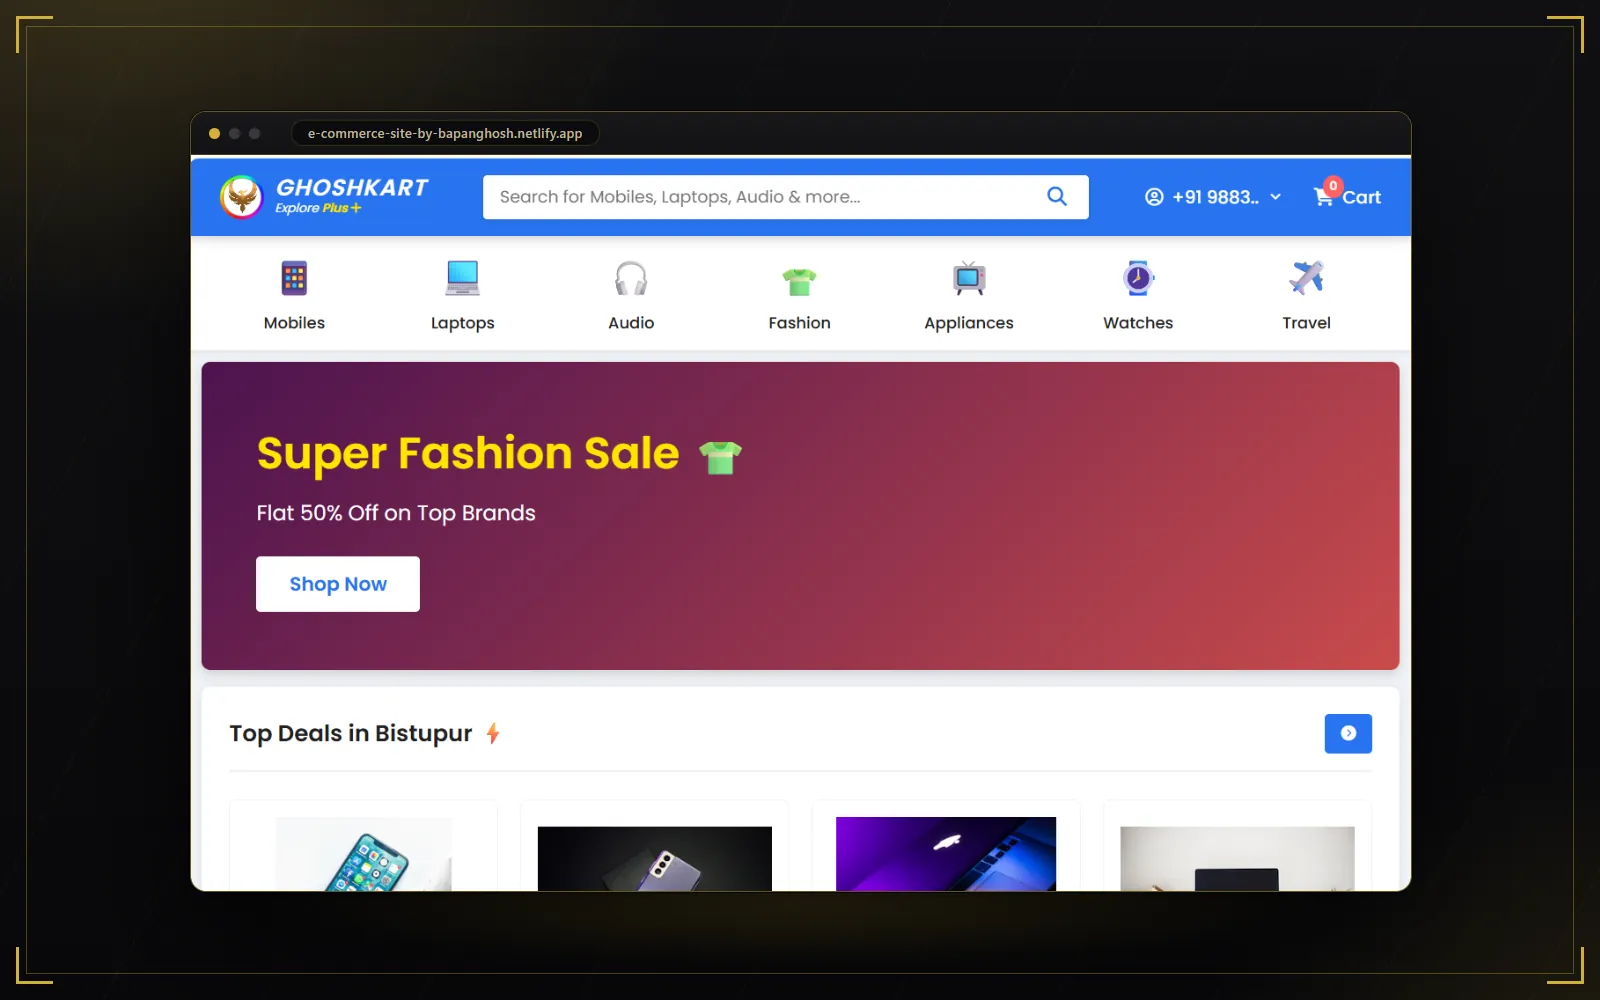 e-commerce-site-by-bapanghosh.netlify.app
GHOSHKART
Explore Plus
Search for Mobiles, Laptops, Audio & more...
+91 9883..
0
Cart
Mobiles
Laptops
Audio
Fashion
Appliances
Watches
Travel
Super Fashion Sale
Flat 50% Off on Top Brands
Shop Now
Top Deals in Bistupur